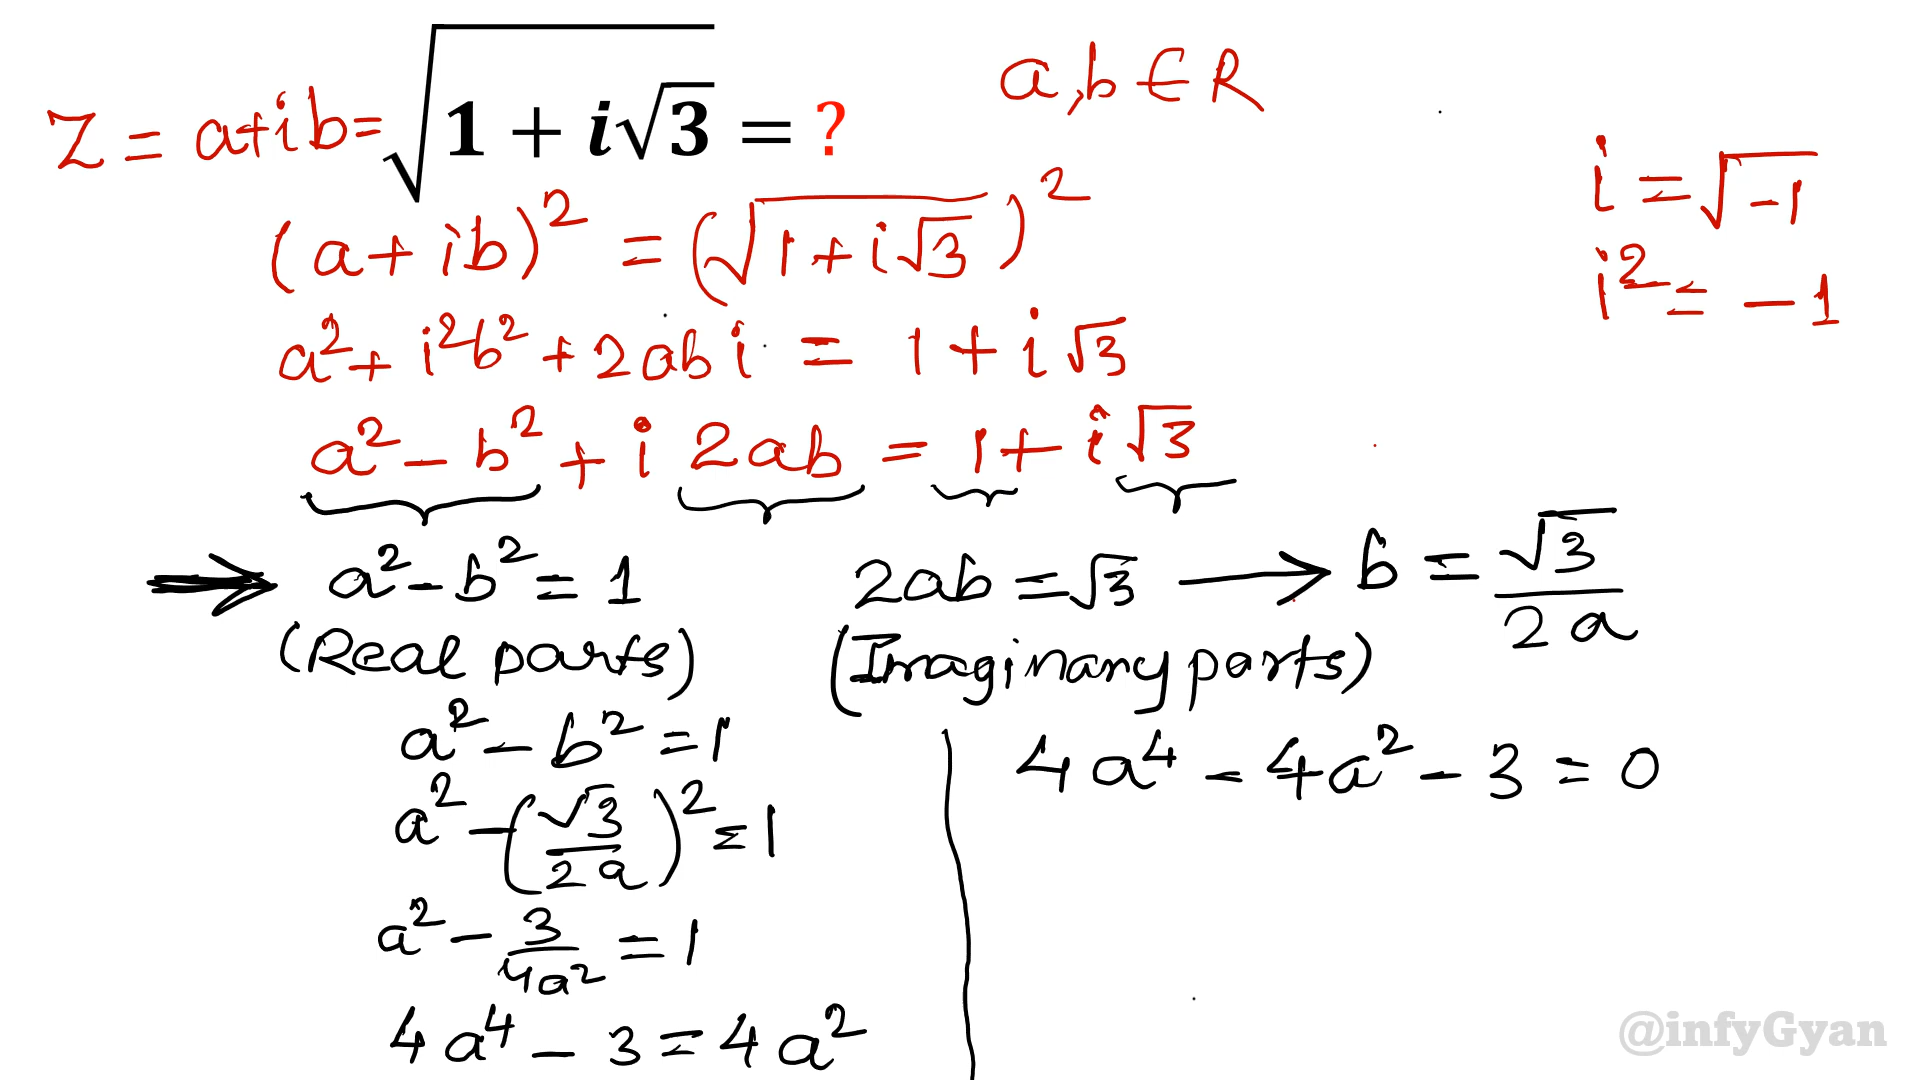 Z = a+ib = √(1 + i√3) = ?
a,b ∈ R
i = √-1
i² = -1
(a+ib)² = (√(1+i√3))²
a² + i²b² + 2abi = 1 + i√3
a² - b² + i 2ab = 1 + i√3
⇒ a² - b² = 1
(Real parts)
2ab = √3 → b = √3/2a
(Imaginary parts)
a² - b² = 1
a² - (√3/2a)² = 1
a² - 3/4a² = 1
4a⁴ - 3 = 4a²
4a⁴ - 4a² - 3 = 0
@infyGyan